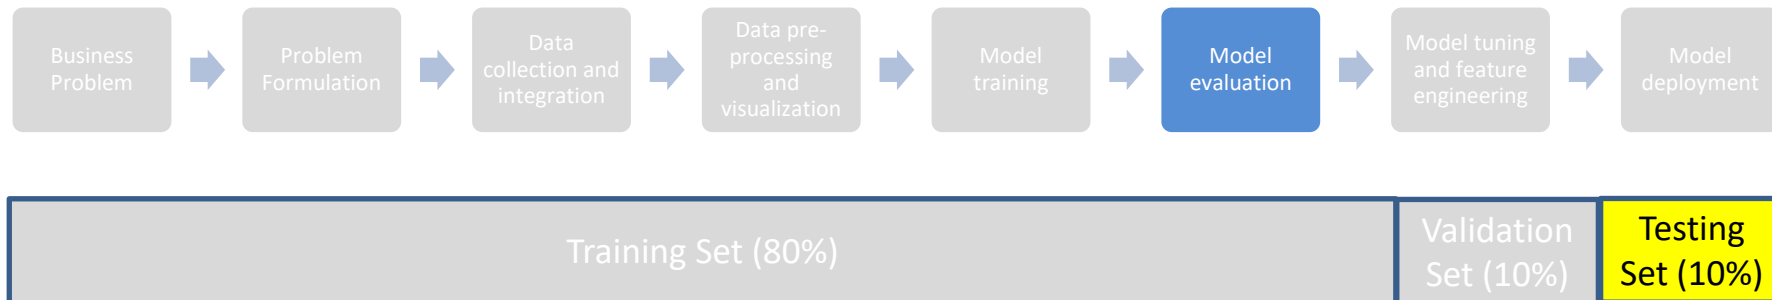 Business
Problem
Problem
Formulation
Data
collection and
integration
Data pre-
processing
and
visualization
Model
training
Model
evaluation
Model tuning
and feature
engineering
Model
deployment
Training Set (80%)
Validation
Set (10%)
Testing
Set (10%)